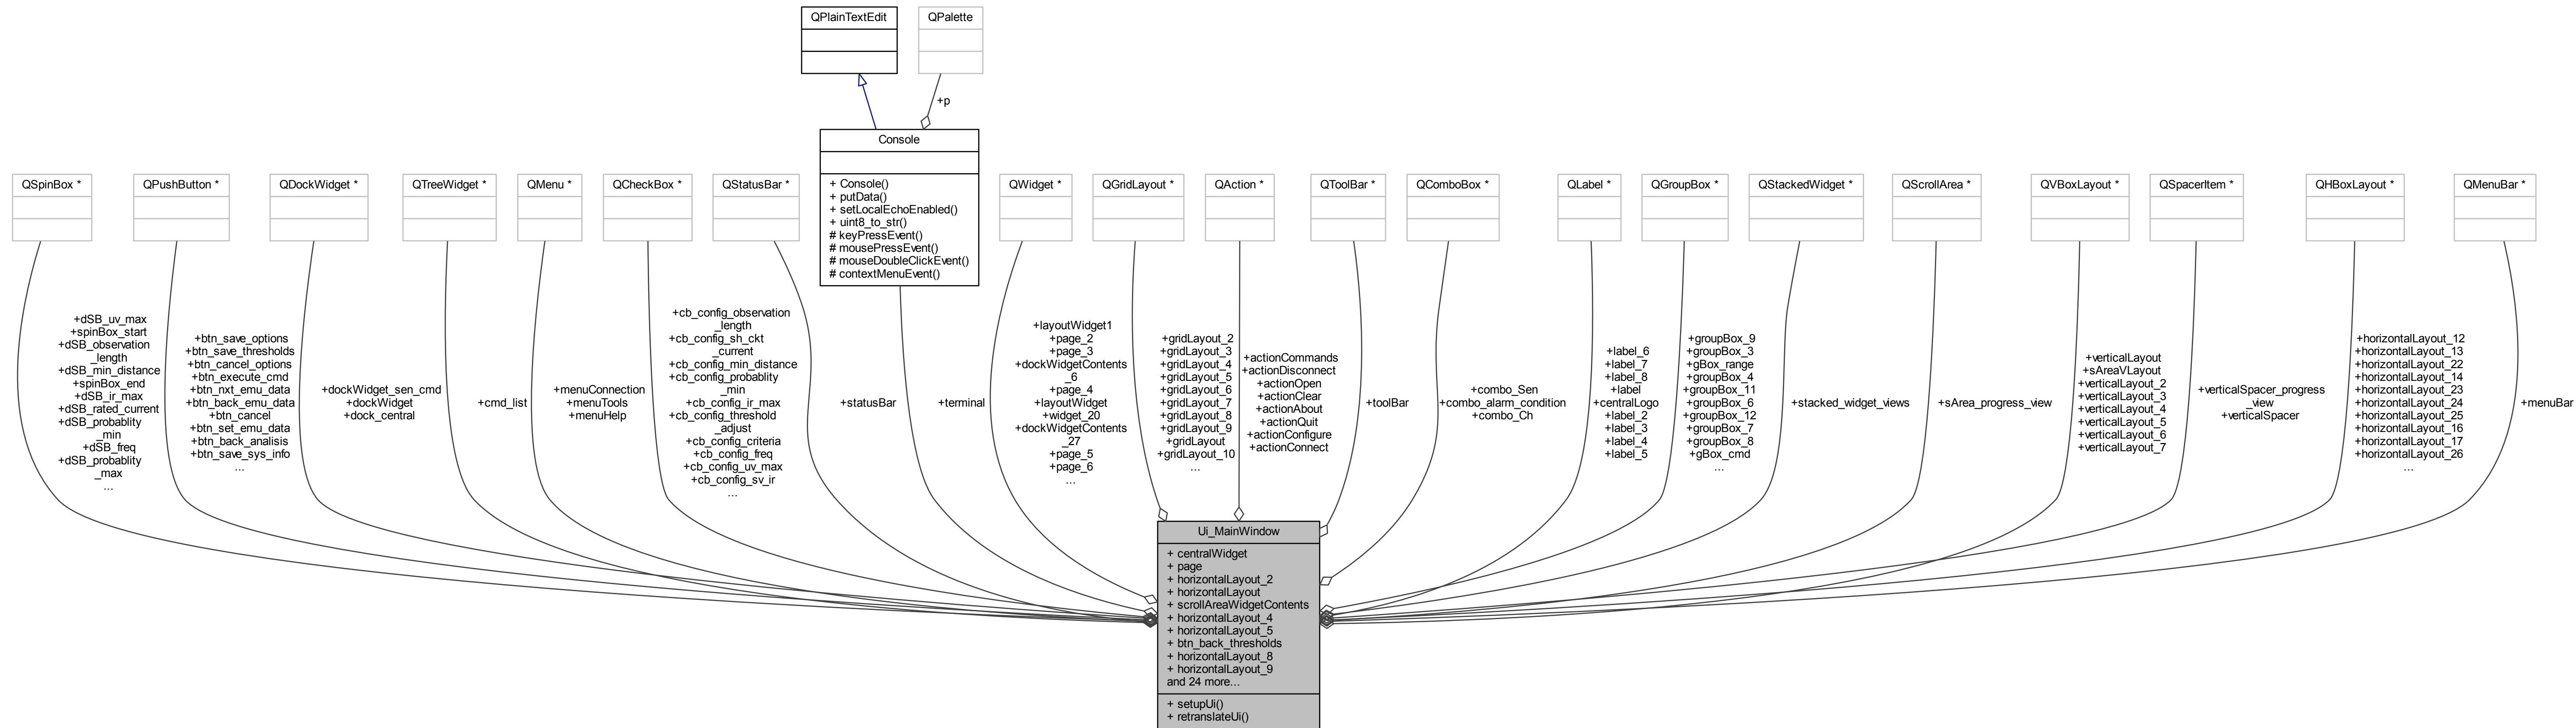 QPlainTextEdit
QPalette
+p
Console
+ Console()
+ putData()
+ setLocalEchoEnabled()
+ uint8_to_str()
# keyPressEvent()
# mousePressEvent()
# mouseDoubleClickEvent()
# contextMenuEvent()
QSpinBox *
QPushButton *
QDockWidget *
QTreeWidget *
QMenu *
QCheckBox *
QStatusBar *
QWidget *
QGridLayout *
QAction *
QToolBar *
QComboBox *
QLabel *
QGroupBox *
QStackedWidget *
QScrollArea *
QVBoxLayout *
QSpacerItem *
QHBoxLayout *
QMenuBar *
+dSB_uv_max
+spinBox_start
+dSB_observation
_length
+dSB_min_distance
+spinBox_end
+dSB_ir_max
+dSB_rated_current
+dSB_probablity
_min
+dSB_freq
+dSB_probablity
_max
...
+btn_save_options
+btn_save_thresholds
+btn_cancel_options
+btn_execute_cmd
+btn_nxt_emu_data
+btn_back_emu_data
+btn_cancel
+btn_set_emu_data
+btn_back_analisis
+btn_save_sys_info
...
+dockWidget_sen_cmd
+dockWidget
+dock_central
+cmd_list
+menuConnection
+menuTools
+menuHelp
+cb_config_observation
_length
+cb_config_sh_ckt
_current
+cb_config_min_distance
+cb_config_probablity
_min
+cb_config_ir_max
+cb_config_threshold
_adjust
+cb_config_criteria
+cb_config_freq
+cb_config_uv_max
+cb_config_sv_ir
...
+statusBar
+terminal
+layoutWidget1
+page_2
+page_3
+dockWidgetContents
_6
+page_4
+layoutWidget
+widget_20
+dockWidgetContents
_27
+page_5
+page_6
...
+gridLayout_2
+gridLayout_3
+gridLayout_4
+gridLayout_5
+gridLayout_6
+gridLayout_7
+gridLayout_8
+gridLayout_9
+gridLayout
+gridLayout_10
...
+actionCommands
+actionDisconnect
+actionOpen
+actionClear
+actionAbout
+actionQuit
+actionConfigure
+actionConnect
+toolBar
+combo_Sen
+combo_alarm_condition
+combo_Ch
+label_6
+label_7
+label_8
+label
+centralLogo
+label_2
+label_3
+label_4
+label_5
+groupBox_9
+groupBox_3
+gBox_range
+groupBox_4
+groupBox_11
+groupBox_6
+groupBox_12
+groupBox_7
+groupBox_8
+gBox_cmd
...
+stacked_widget_views
+sArea_progress_view
+verticalLayout
+sAreaVLayout
+verticalLayout_2
+verticalLayout_3
+verticalLayout_4
+verticalLayout_5
+verticalLayout_6
+verticalLayout_7
+verticalSpacer_progress
_view
+verticalSpacer
+horizontalLayout_12
+horizontalLayout_13
+horizontalLayout_22
+horizontalLayout_14
+horizontalLayout_23
+horizontalLayout_24
+horizontalLayout_25
+horizontalLayout_16
+horizontalLayout_17
+horizontalLayout_26
...
+menuBar
Ui_MainWindow
+ centralWidget
+ page
+ horizontalLayout_2
+ horizontalLayout
+ scrollAreaWidgetContents
+ horizontalLayout_4
+ horizontalLayout_5
+ btn_back_thresholds
+ horizontalLayout_8
+ horizontalLayout_9
and 24 more...
+ setupUi()
+ retranslateUi()